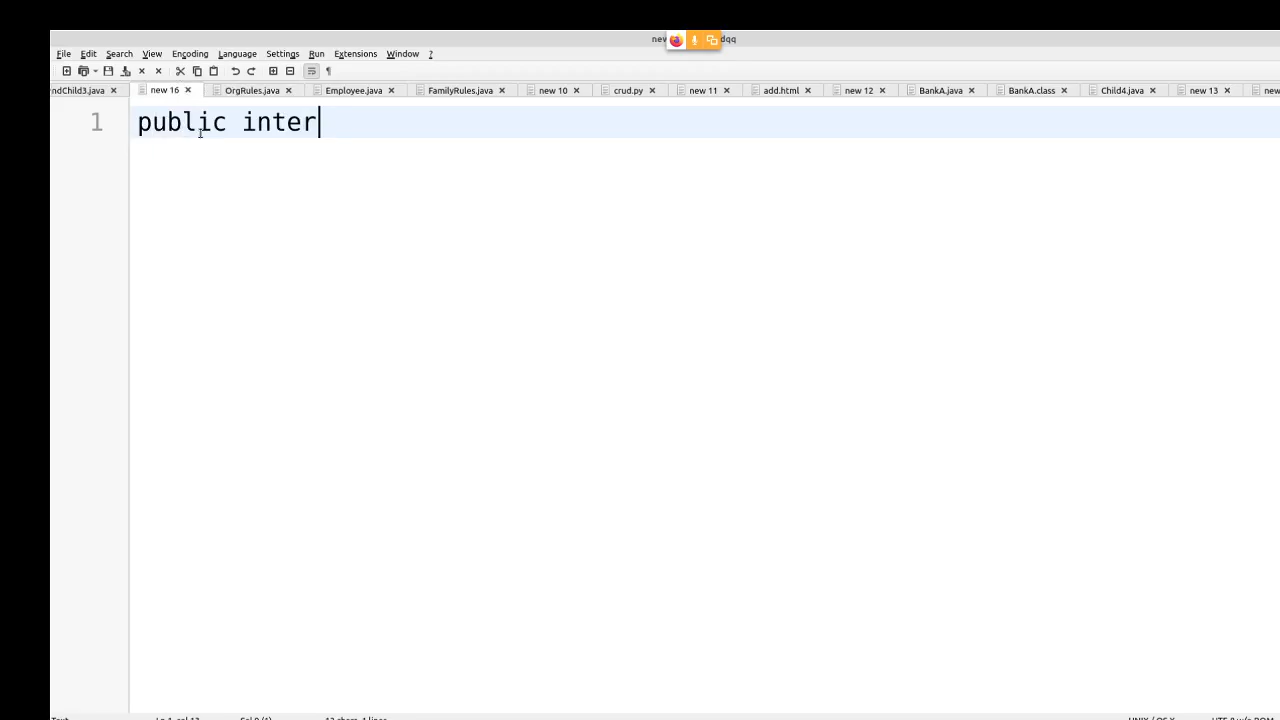 dqq
File Edit Search View Encoding Language Settings Run Extensions Window ?
ndChild3.java new 16 OrgRules.java Employee.java FamilyRules.java new 10 crud.py new 11 add.html new 12 BankA.java BankA.class Child4.java new 13 new
1 public inter